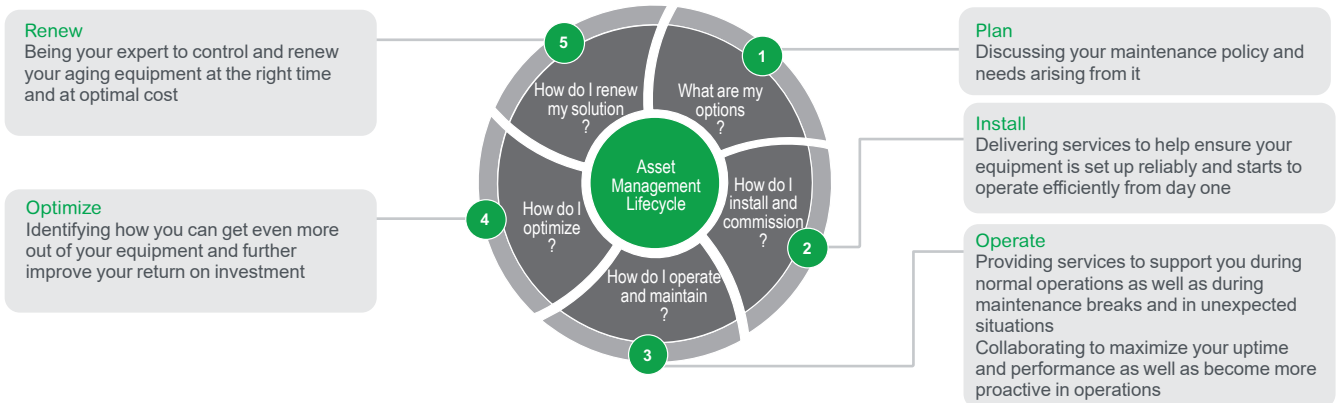 Renew
Being your expert to control and renew
your aging equipment at the right time
and at optimal cost
Optimize
Identifying how you can get even more
out of your equipment and further
improve your return on investment
5
How do I renew
my solution
?
1
What are my
options
?
Asset
Management
Lifecycle
How do I
install and
commission
?
2
How do I
optimize
?
4
How do I operate
and maintain
?
3
Plan
Discussing your maintenance policy and
needs arising from it
Install
Delivering services to help ensure your
equipment is set up reliably and starts to
operate efficiently from day one
Operate
Providing services to support you during
normal operations as well as during
maintenance breaks and in unexpected
situations
Collaborating to maximize your uptime
and performance as well as become more
proactive in operations